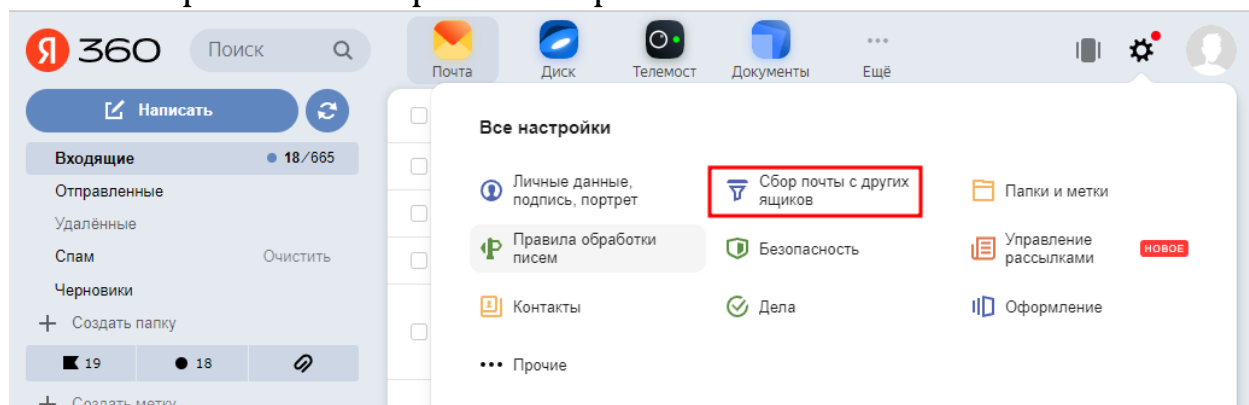 Я 360
Поиск
Почта
Диск
Телемост
Документы
Ещё
Написать
Входящие
18/665
Отправленные
Удалённые
Спам
Очистить
Черновики
Создать папку
19
18
Создать метку
Все настройки
Личные данные,
подпись, портрет
Сбор почты с других
ящиков
Папки и метки
Правила обработки
писем
Безопасность
Управление
рассылками
НОВОЕ
Контакты
Дела
Оформление
Прочие